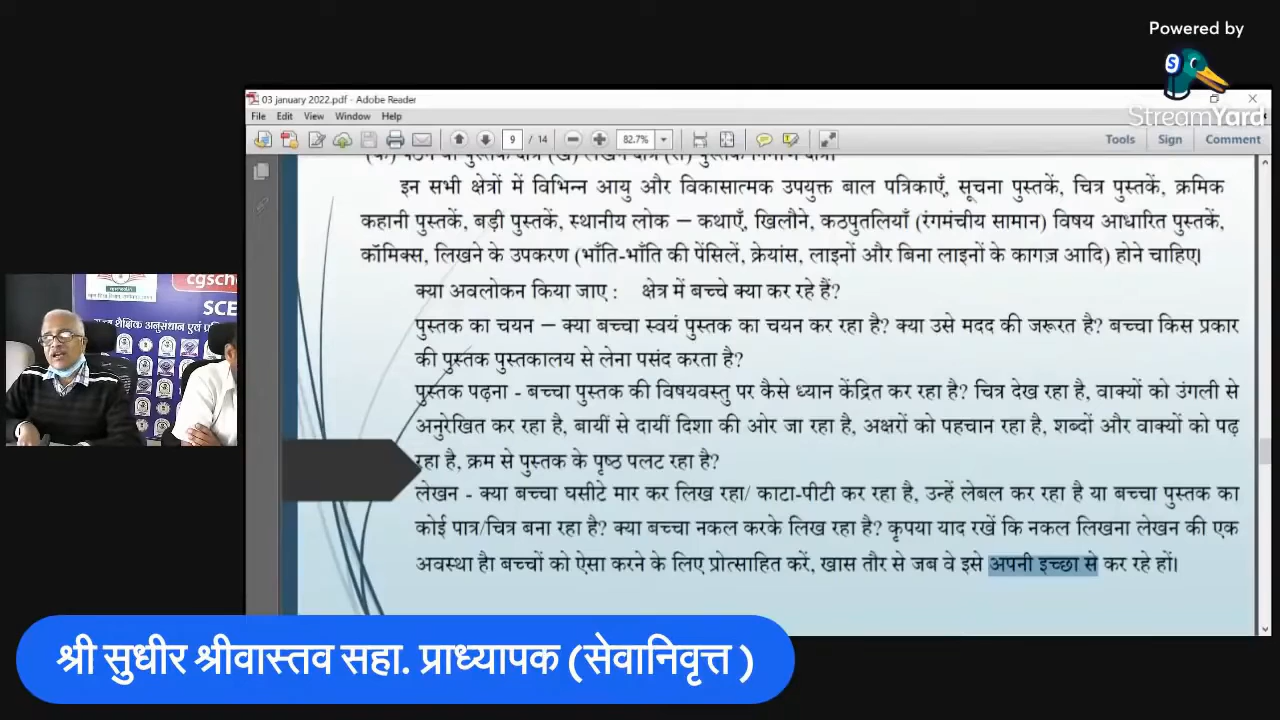 Powered by
S
StreamYard
03 january 2022.pdf - Adobe Reader
File Edit View Window Help
9 / 14 82.7% Tools Sign Comment
इन सभी क्षेत्रों में विभिन्न आयु और विकासात्मक उपयुक्त बाल पत्रिकाएँ, सूचना पुस्तकें, चित्र पुस्तकें, क्रमिक
कहानी पुस्तकें, बड़ी पुस्तकें, स्थानीय लोक – कथाएँ, खिलौने, कठपुतलियाँ (रंगमंचीय सामान) विषय आधारित पुस्तकें,
कॉमिक्स, लिखने के उपकरण (भाँति-भाँति की पेंसिलें, क्रेयांस, लाइनों और बिना लाइनों के कागज़ आदि) होने चाहिए।
क्या अवलोकन किया जाए : क्षेत्र में बच्चे क्या कर रहे हैं?
पुस्तक का चयन – क्या बच्चा स्वयं पुस्तक का चयन कर रहा है? क्या उसे मदद की जरूरत है? बच्चा किस प्रकार
की पुस्तक पुस्तकालय से लेना पसंद करता है?
पुस्तक पढ़ना - बच्चा पुस्तक की विषयवस्तु पर कैसे ध्यान केंद्रित कर रहा है? चित्र देख रहा है, वाक्यों को उंगली से
अनुरेखित कर रहा है, बायीं से दायीं दिशा की ओर जा रहा है, अक्षरों को पहचान रहा है, शब्दों और वाक्यों को पढ़
रहा है, क्रम से पुस्तक के पृष्ठ पलट रहा है?
लेखन - क्या बच्चा घसीटे मार कर लिख रहा/ काटा-पीटी कर रहा है, उन्हें लेबल कर रहा है या बच्चा पुस्तक का
कोई पात्र/चित्र बना रहा है? क्या बच्चा नकल करके लिख रहा है? कृपया याद रखें कि नकल लिखना लेखन की एक
अवस्था है। बच्चों को ऐसा करने के लिए प्रोत्साहित करें, खास तौर से जब वे इसे अपनी इच्छा से कर रहे हों।
cgsch
SCE
शैक्षिक अनुसंधान एवं
श्री सुधीर श्रीवास्तव सहा. प्राध्यापक (सेवानिवृत्त )